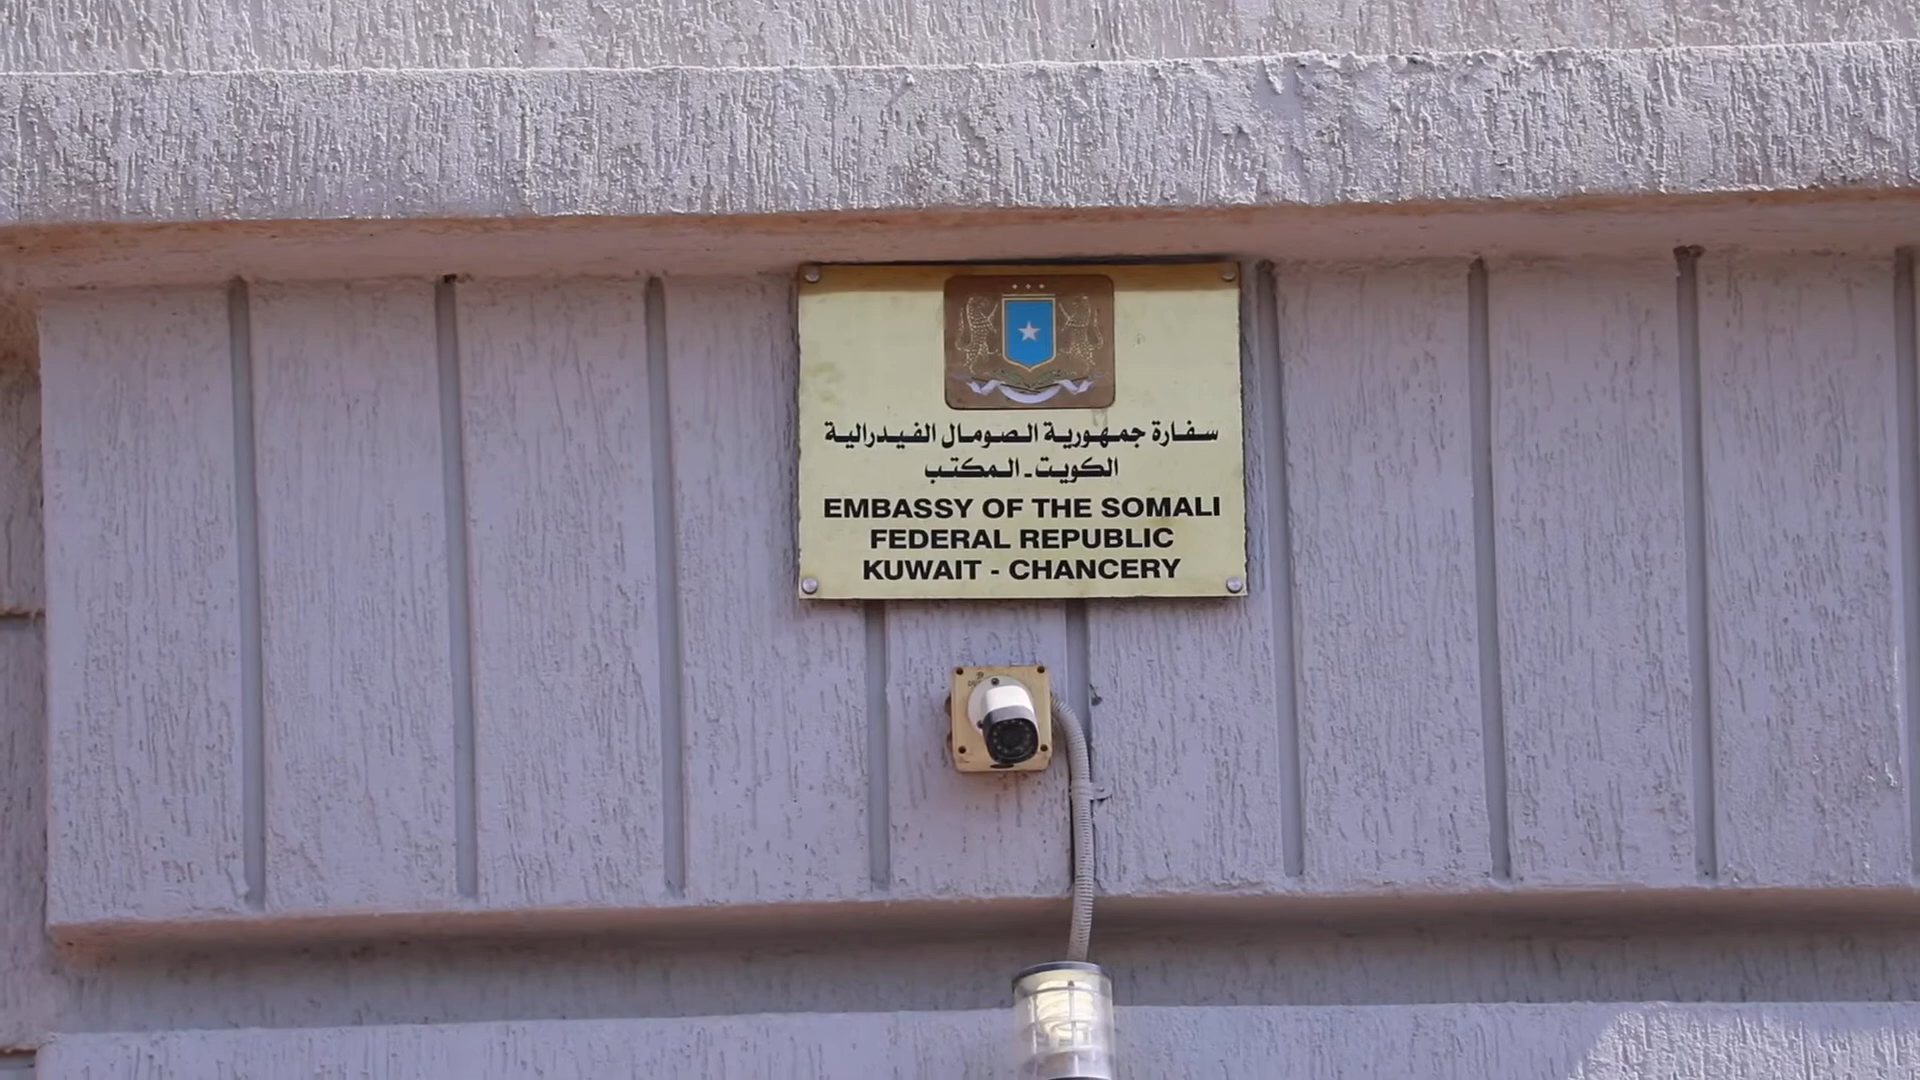 سفارة جمهورية الصومال الفيدرالية
الكويت - المكتب
EMBASSY OF THE SOMALI
FEDERAL REPUBLIC
KUWAIT - CHANCERY